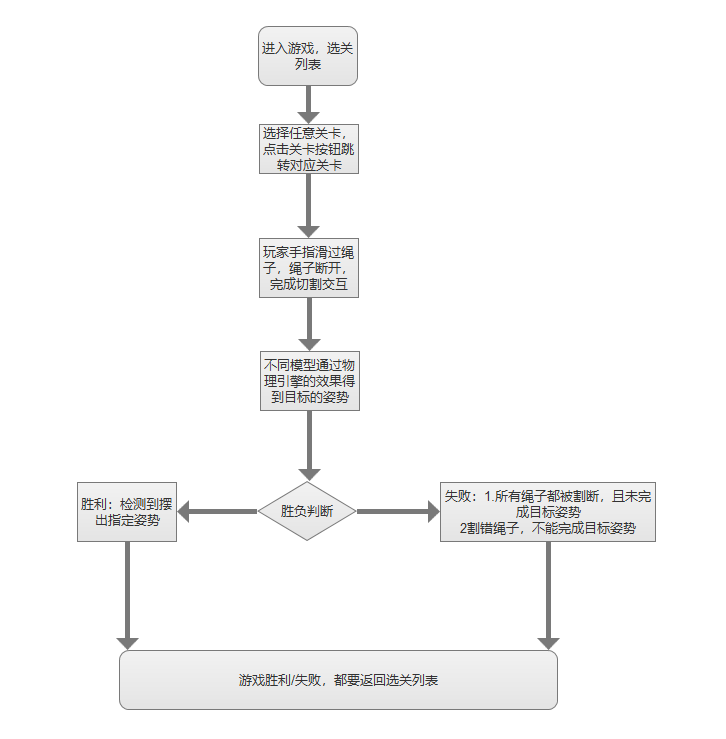 进入游戏，选关
列表
选择任意关卡，
点击关卡按钮跳
转对应关卡
玩家手指滑过绳
子，绳子断开，
完成切割交互
不同模型通过物
理引擎的效果得
到目标的姿势
胜利：检测到摆
出指定姿势
胜负判断
失败：1.所有绳子都被割断，且未完
成目标姿势
2割错绳子，不能完成目标姿势
游戏胜利/失败，都要返回选关列表